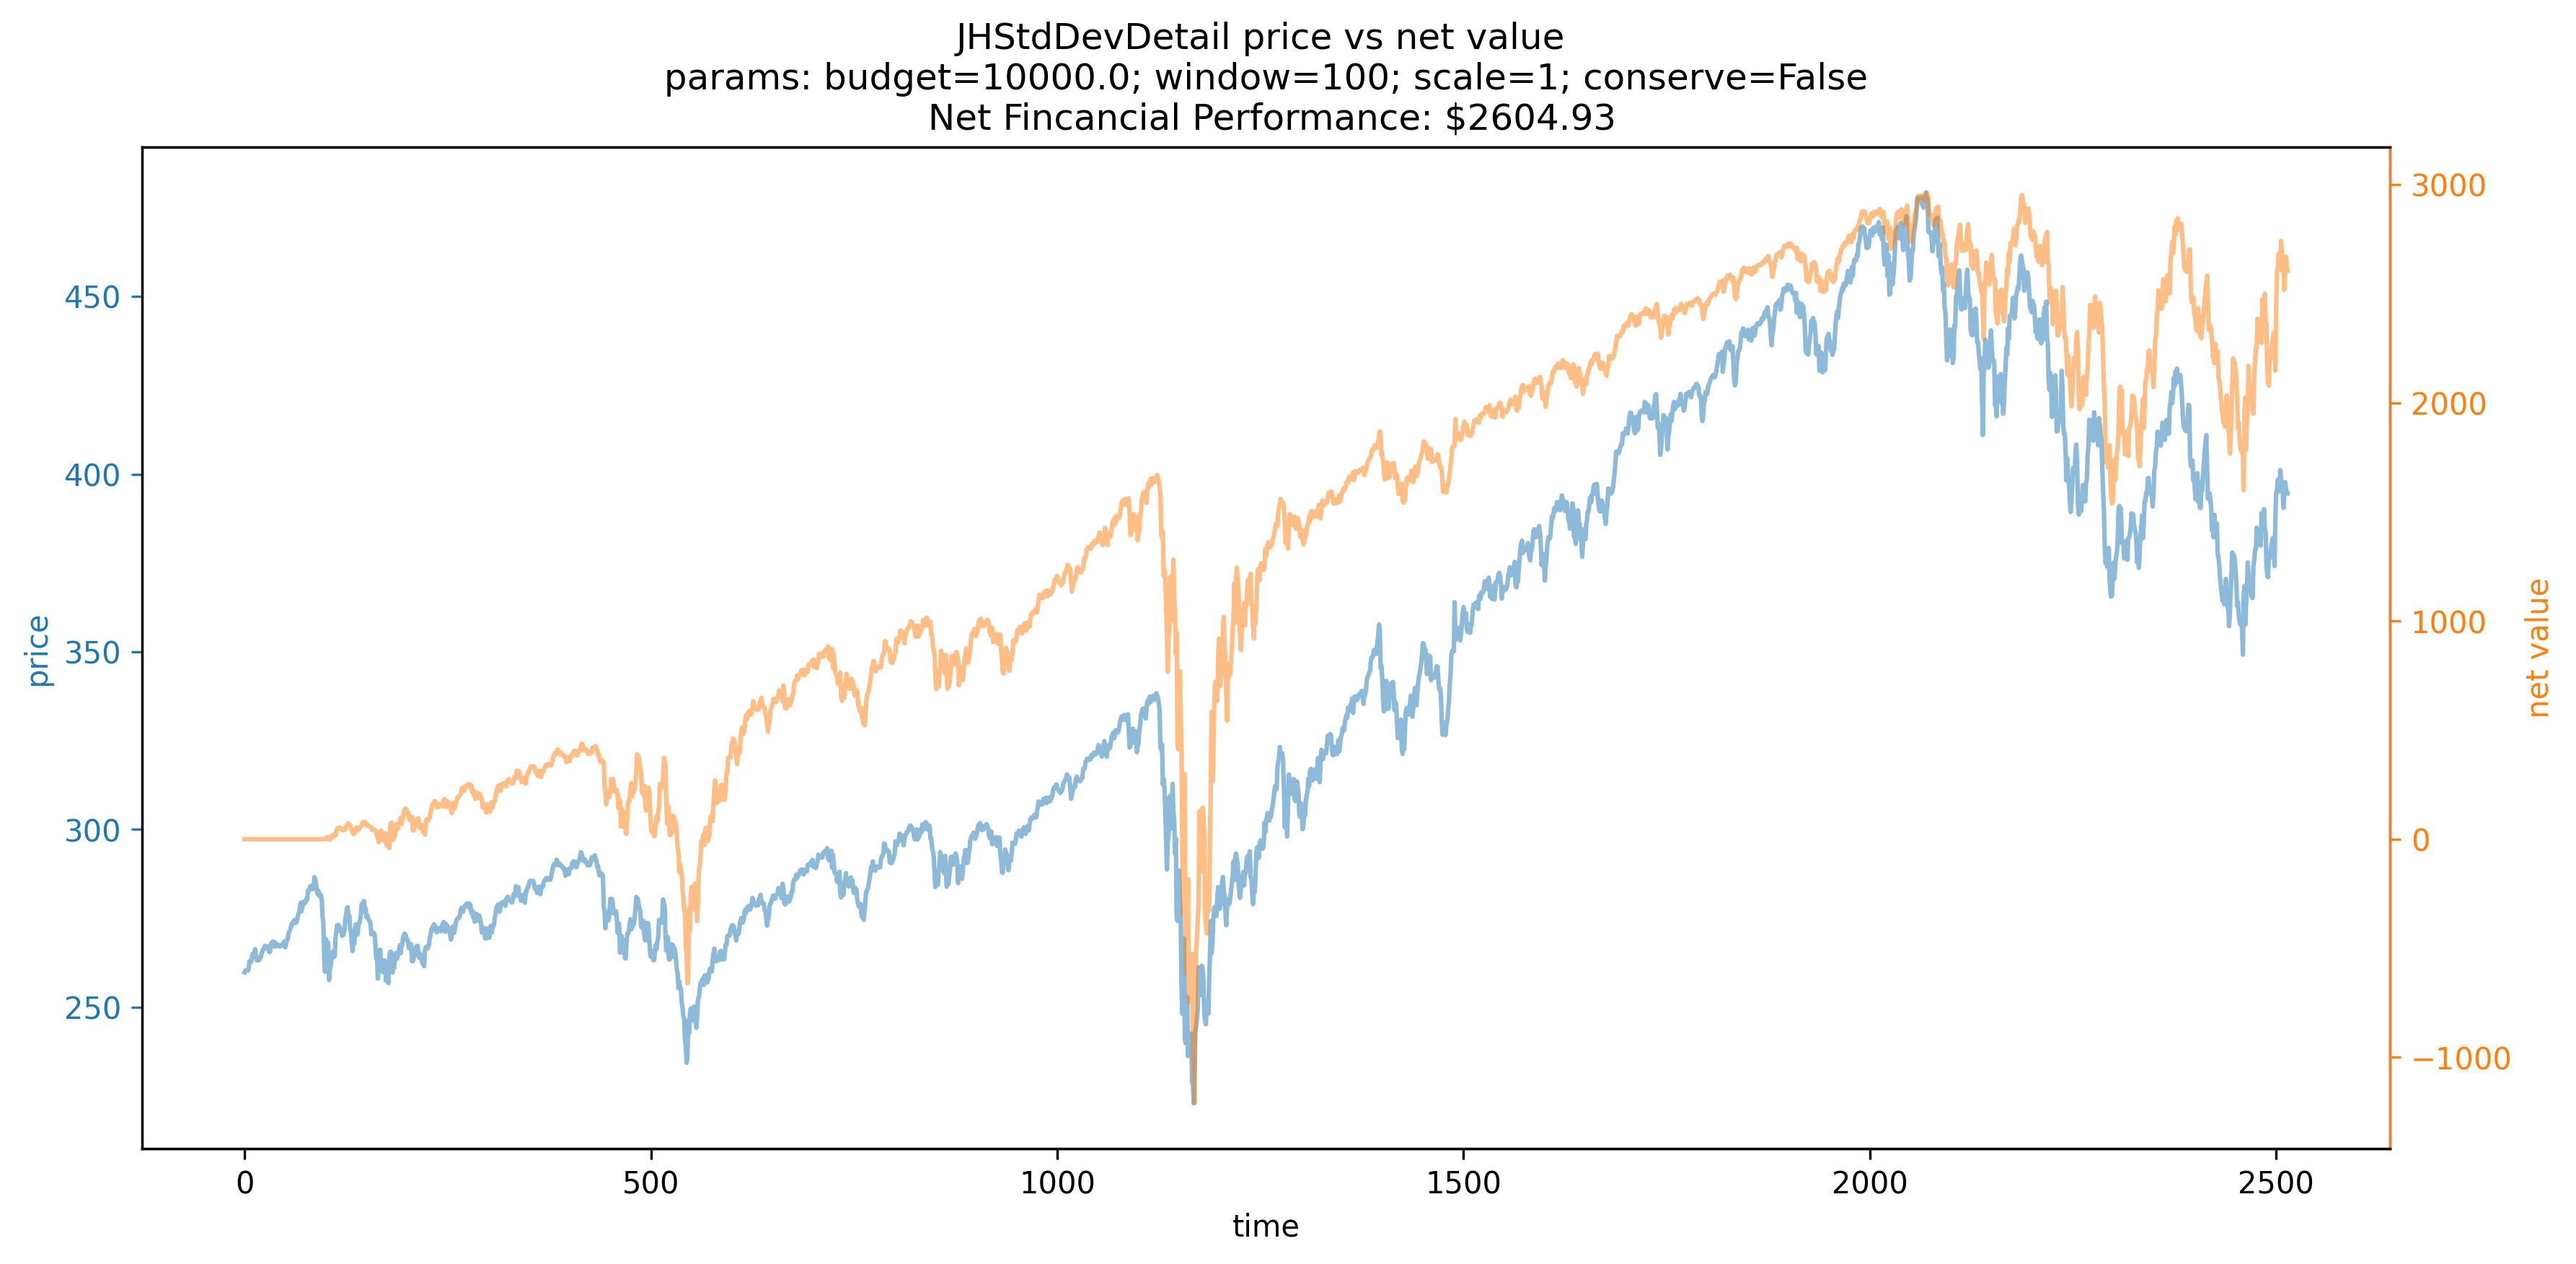 JHStdDevDetail price vs net value
params: budget=10000.0; window=100; scale=1; conserve=False
Net Fincancial Performance: $2604.93
price
450
400
350
300
250
3000
2000
1000
0
−1000
net value
0
500
1000
1500
2000
2500
time